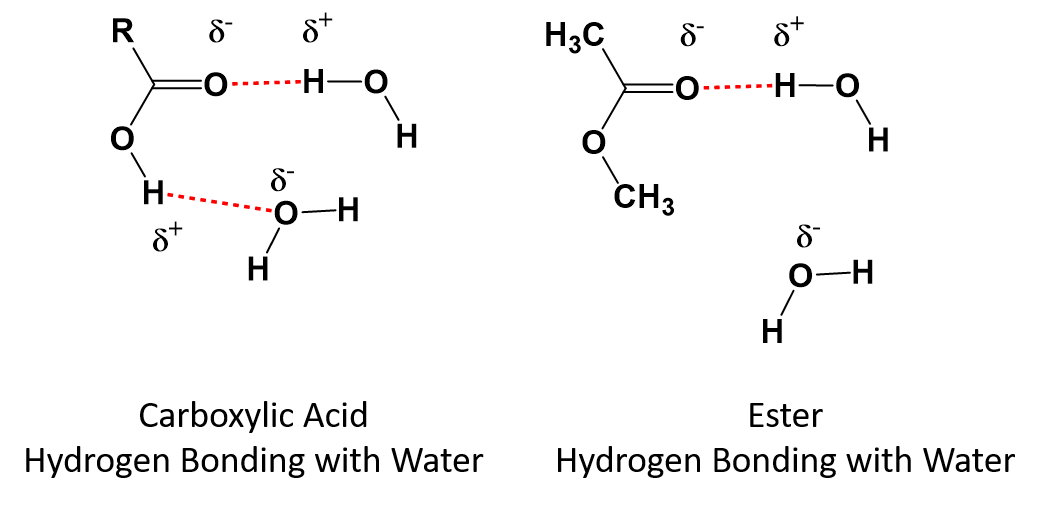 R δ⁻ δ⁺ H₃C δ⁻ δ⁺
O H O O H O
O H O H
H δ⁻ O H CH₃
δ⁺ δ⁻
H O H
H
Carboxylic Acid Ester
Hydrogen Bonding with Water Hydrogen Bonding with Water